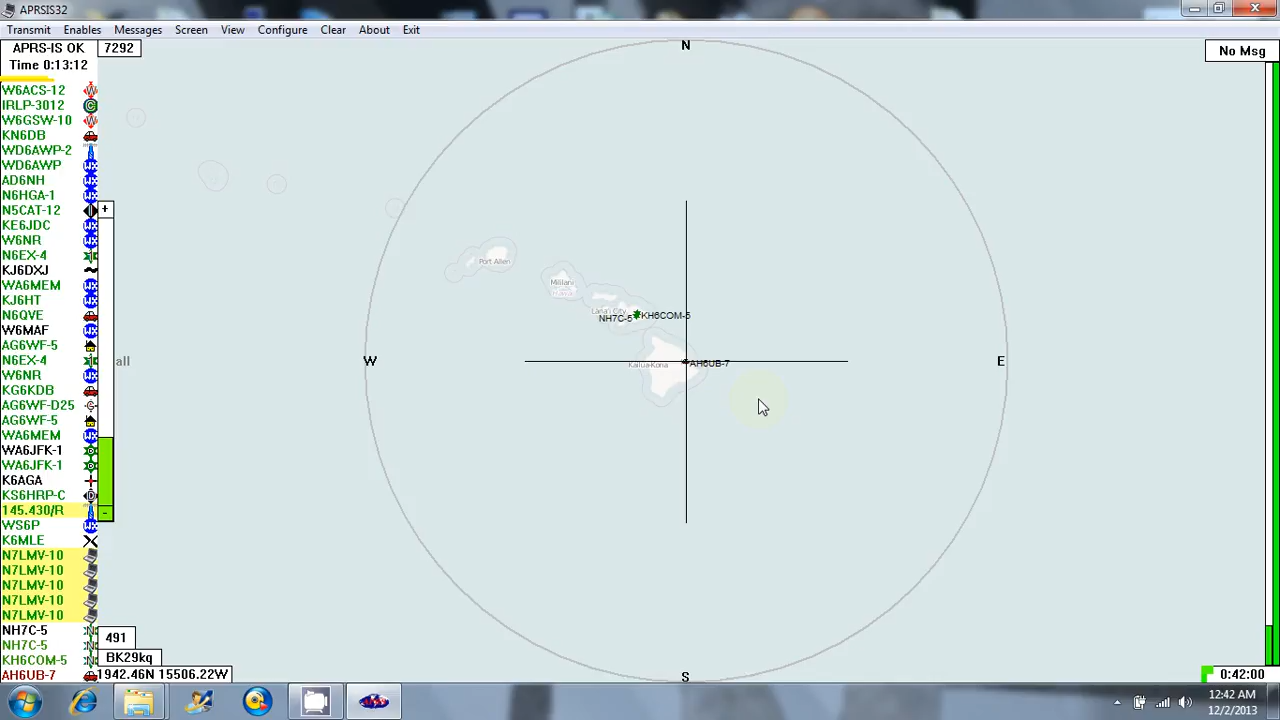 APRSIS32
Transmit Enables Messages Screen View Configure Clear About Exit
APRS-IS OK 7292
Time 0:13:12
No Msg
W6ACS-12
IRLP-3012
W6GSW-10
KN6DB
WD6AWP-2
WD6AWP
AD6NH
N6HGA-1
N5CAT-12
KE6JDC
W6NR
N6EX-4
KJ6DXJ
WA6MEM
KJ6HT
N6QVE
W6MAF
AG6WF-5
N6EX-4
W6NR
KG6KDB
AG6WF-D25
AG6WF-5
WA6MEM
WA6JFK-1
WA6JFK-1
K6AGA
KS6HRP-C
145.430/R
WS6P
K6MLE
N7LMV-10
N7LMV-10
N7LMV-10
N7LMV-10
N7LMV-10
NH7C-5
NH7C-5
KH6COM-5
AH6UB-7
+
-
all
N
W
E
S
Port Allen
Mililani
Lana'i City
NH7C-5
KH6COM-5
Kailua-Kona
AH6UB-7
491
BK29kq
1942.46N 15506.22W
0:42:00
12:42 AM
12/2/2013